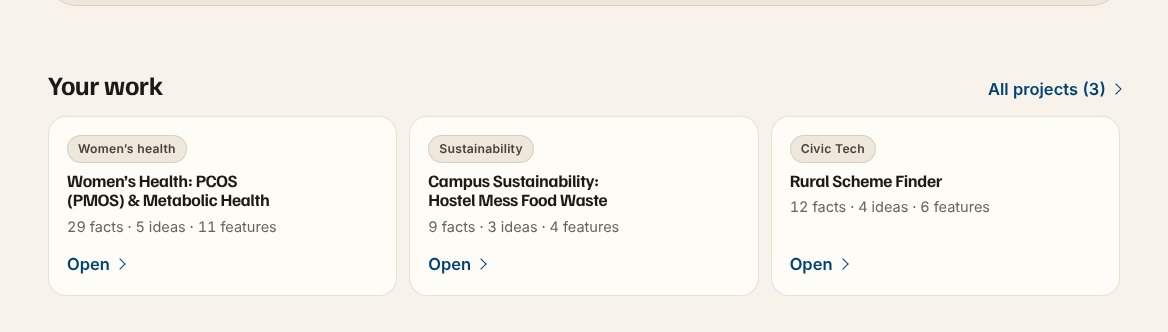 Your work
All projects (3)
Women's health
Women's Health: PCOS
(PMOS) & Metabolic Health
29 facts · 5 ideas · 11 features
Open
Sustainability
Campus Sustainability:
Hostel Mess Food Waste
9 facts · 3 ideas · 4 features
Open
Civic Tech
Rural Scheme Finder
12 facts · 4 ideas · 6 features
Open